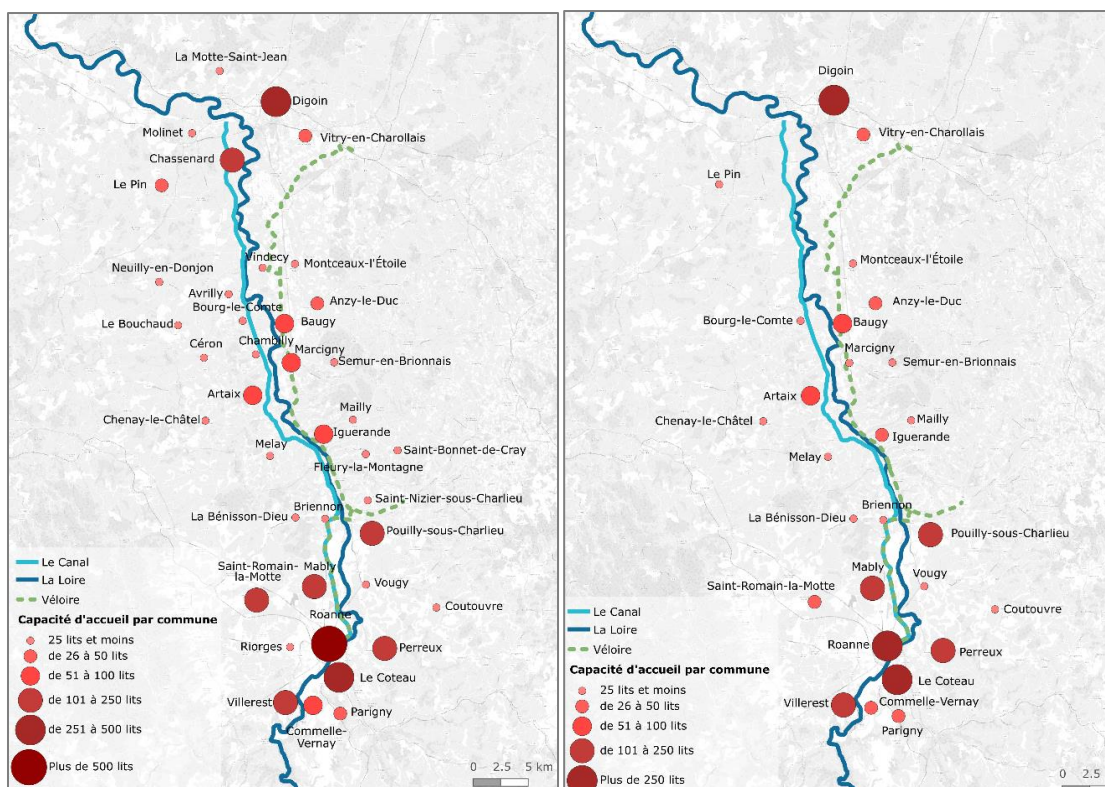 La Motte-Saint-Jean
Digoin
Molinet
Vitry-en-Charollais
Chassenard
Le Pin
Vindecy
Montceaux-l'Étoile
Neuilly-en-Donjon
Avrilly
Anzy-le-Duc
Bourg-le-Comte
Le Bouchaud
Baugy
Chambilly
Marcigny
Céron
Semur-en-Brionnais
Artaix
Mailly
Chenay-le-Châtel
Iguerande
Melay
Saint-Bonnet-de-Cray
Fleury-la-Montagne
Saint-Nizier-sous-Charlieu
Briennon
La Bénisson-Dieu
Pouilly-sous-Charlieu
Saint-Romain-
la-Motte
Mably
Vougy
Coutouvre
Roanne
Riorges
Perreux
Le Coteau
Villerest
Parigny
Commelle-
Vernay
Le Canal
La Loire
Véloire
Capacité d'accueil par commune
25 lits et moins
de 26 à 50 lits
de 51 à 100 lits
de 101 à 250 lits
de 251 à 500 lits
Plus de 500 lits
0 2.5 5 km
Digoin
Vitry-en-Charollais
Le Pin
Montceaux-l'Étoile
Anzy-le-Duc
Bourg-le-Comte
Baugy
Marcigny
Semur-en-Brionnais
Artaix
Mailly
Chenay-le-Châtel
Iguerande
Melay
Briennon
La Bénisson-Dieu
Pouilly-sous-Charlieu
Mably
Vougy
Saint-Romain-la-Motte
Coutouvre
Roanne
Perreux
Le Coteau
Villerest
Commelle-Vernay
Parigny
Le Canal
La Loire
Véloire
Capacité d'accueil par commune
25 lits et moins
de 26 à 50 lits
de 51 à 100 lits
de 101 à 250 lits
Plus de 250 lits
0 2.5